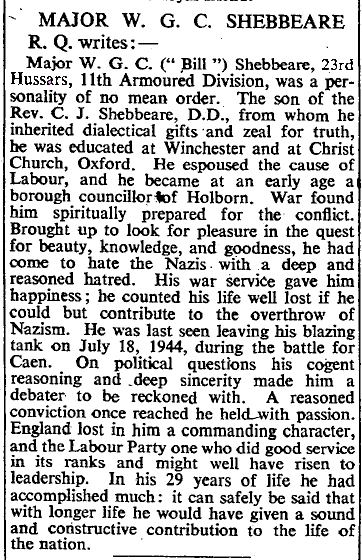 MAJOR W. G. C. SHEBBEARE
R. Q. writes:—
Major W. G. C. (“ Bill ”) Shebbeare, 23rd
Hussars, 11th Armoured Division, was a per-
sonality of no mean order. The son of the
Rev. C. J. Shebbeare, D.D., from whom he
inherited dialectical gifts and zeal for truth,
he was educated at Winchester and at Christ
Church, Oxford. He espoused the cause of
Labour, and he became at an early age a
borough councillor of Holborn. War found
him spiritually prepared for the conflict.
Brought up to look for pleasure in the quest
for beauty, knowledge, and goodness, he had
come to hate the Nazis with a deep and
reasoned hatred. His war service gave him
happiness; he counted his life well lost if he
could but contribute to the overthrow of
Nazism. He was last seen leaving his blazing
tank on July 18, 1944, during the battle for
Caen. On political questions his cogent
reasoning and deep sincerity made him a
debater to be reckoned with. A reasoned
conviction once reached he held with passion.
England lost in him a commanding character,
and the Labour Party one who did good service
in its ranks and might well have risen to
leadership. In his 29 years of life he had
accomplished much: it can safely be said that
with longer life he would have given a sound
and constructive contribution to the life of
the nation.